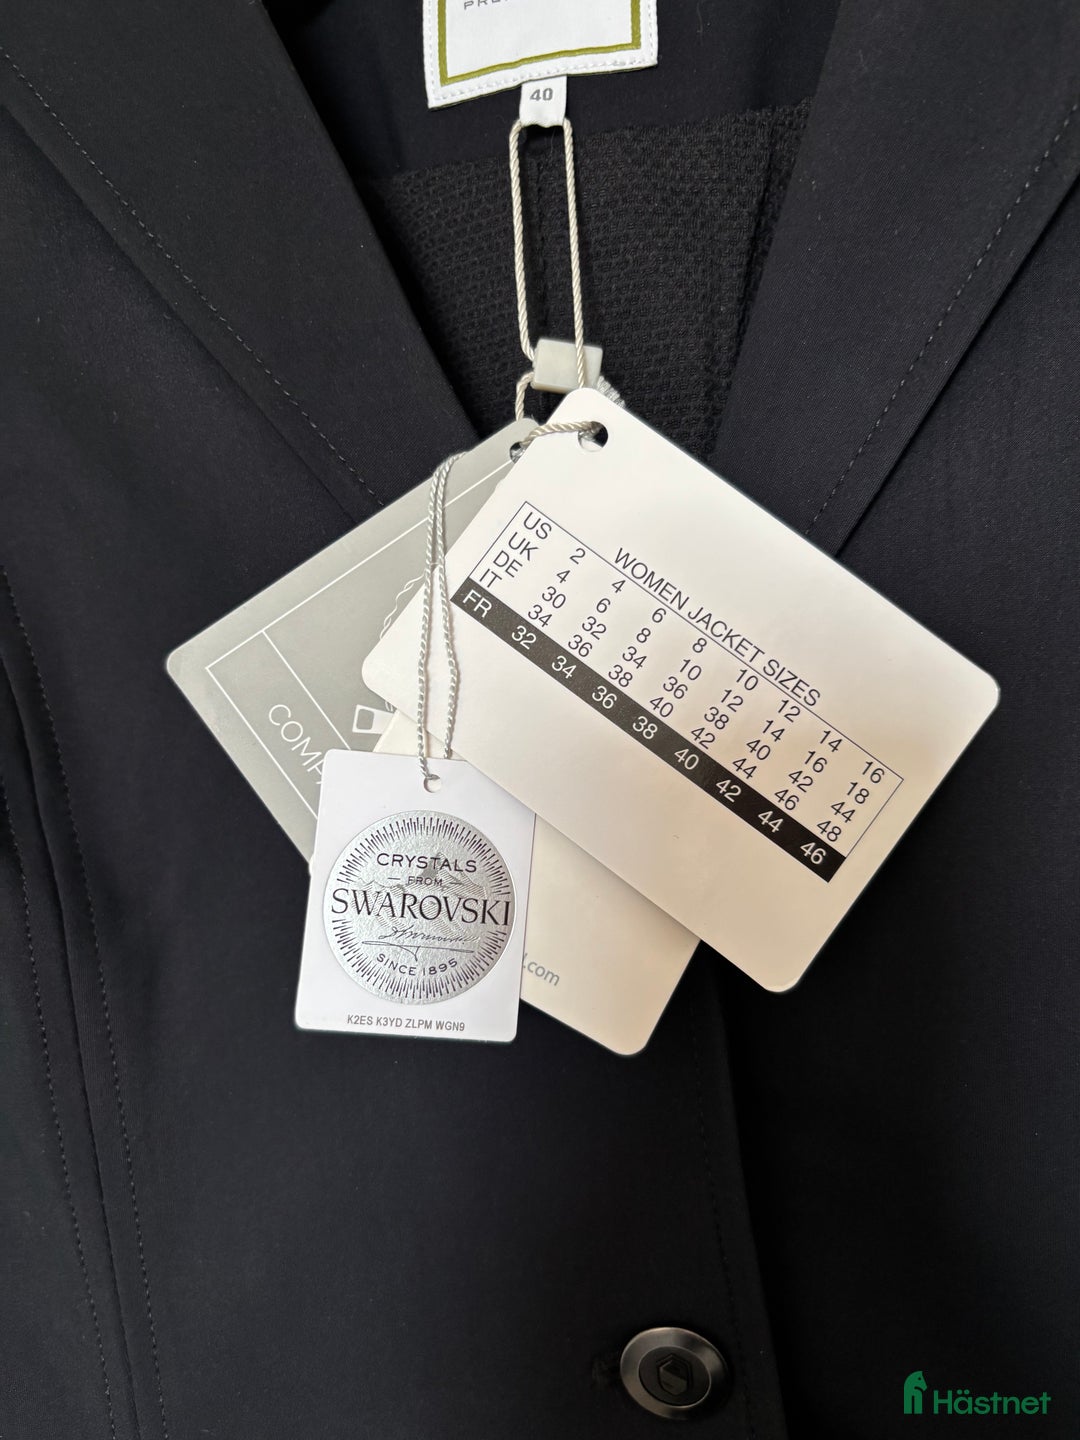 40
WOMEN JACKET SIZES
US 2 4 6 8 10 12 14 16
UK 4 6 8 10 12 14 16 18
DE 30 32 34 36 38 40 42 44
IT 34 36 38 40 42 44 46 48
FR 32 34 36 38 40 42 44 46
CRYSTALS
FROM
SWAROVSKI
SINCE 1895
K2ES K3YD ZLPM WGN9
.com
Hästnet